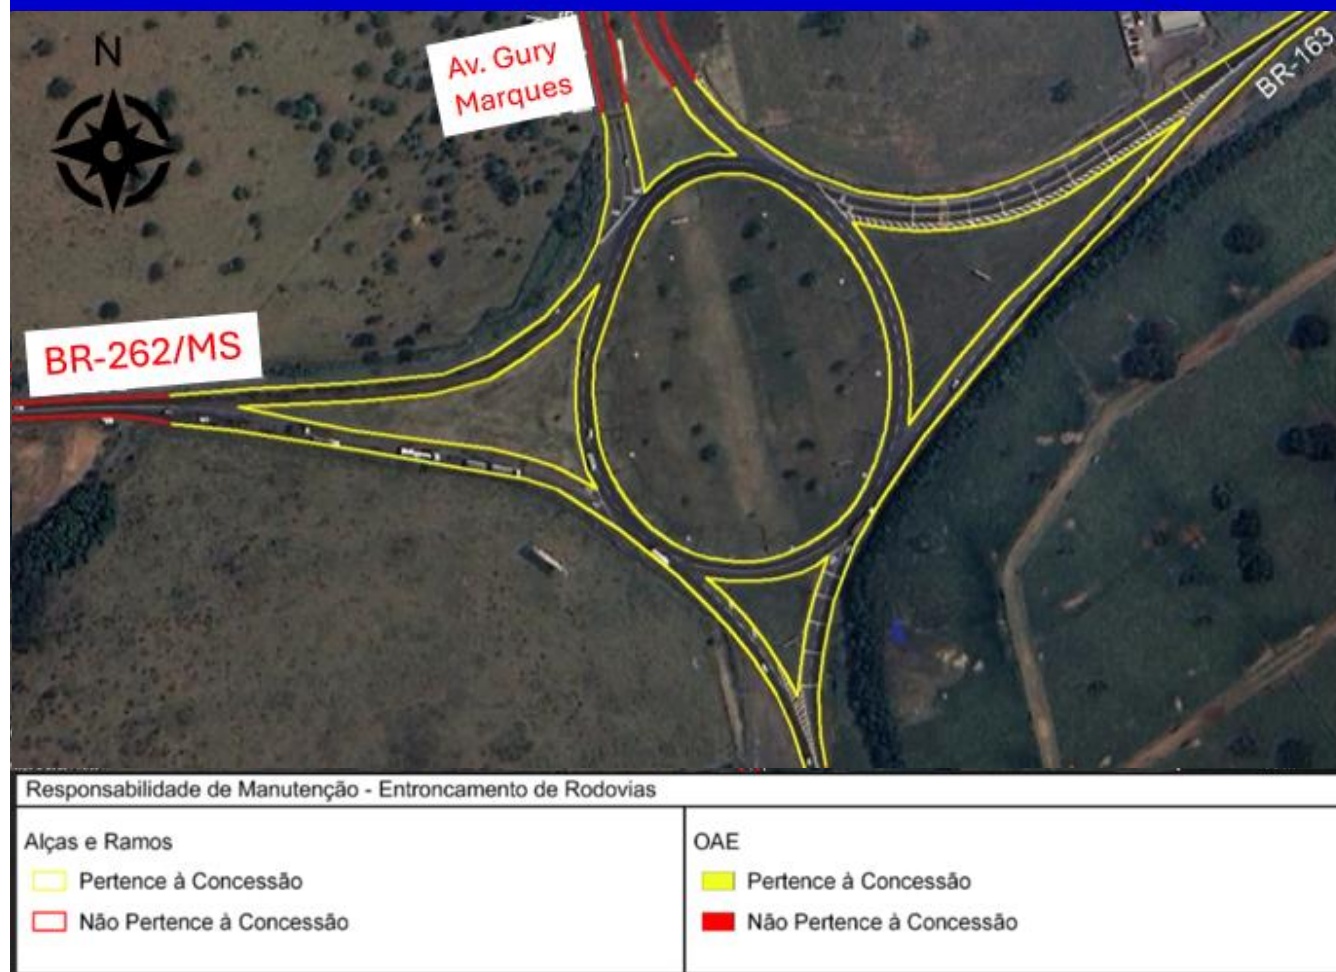 N
Av. Gury
Marques
BR-163
BR-262/MS
Responsabilidade de Manutenção - Entroncamento de Rodovias
Alças e Ramos
Pertence à Concessão
Não Pertence à Concessão
OAE
Pertence à Concessão
Não Pertence à Concessão